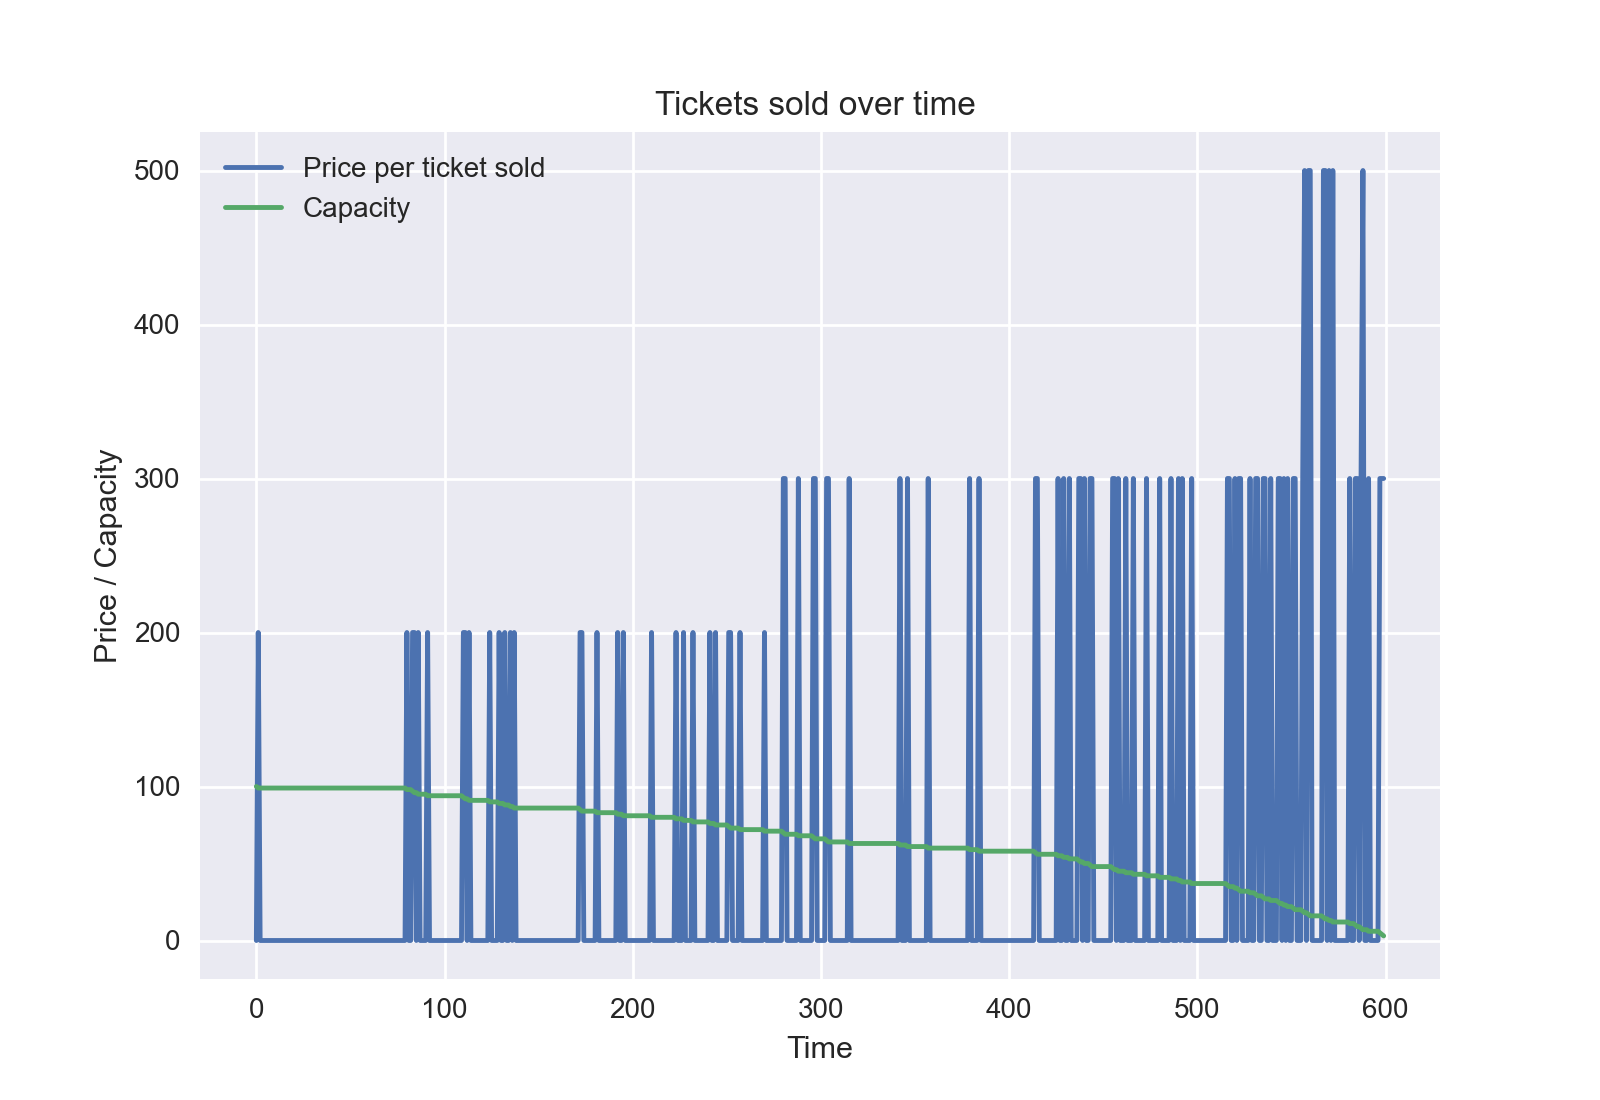 Tickets sold over time
Price per ticket sold
Capacity
500
400
300
200
100
0
Price / Capacity
0 100 200 300 400 500 600
Time